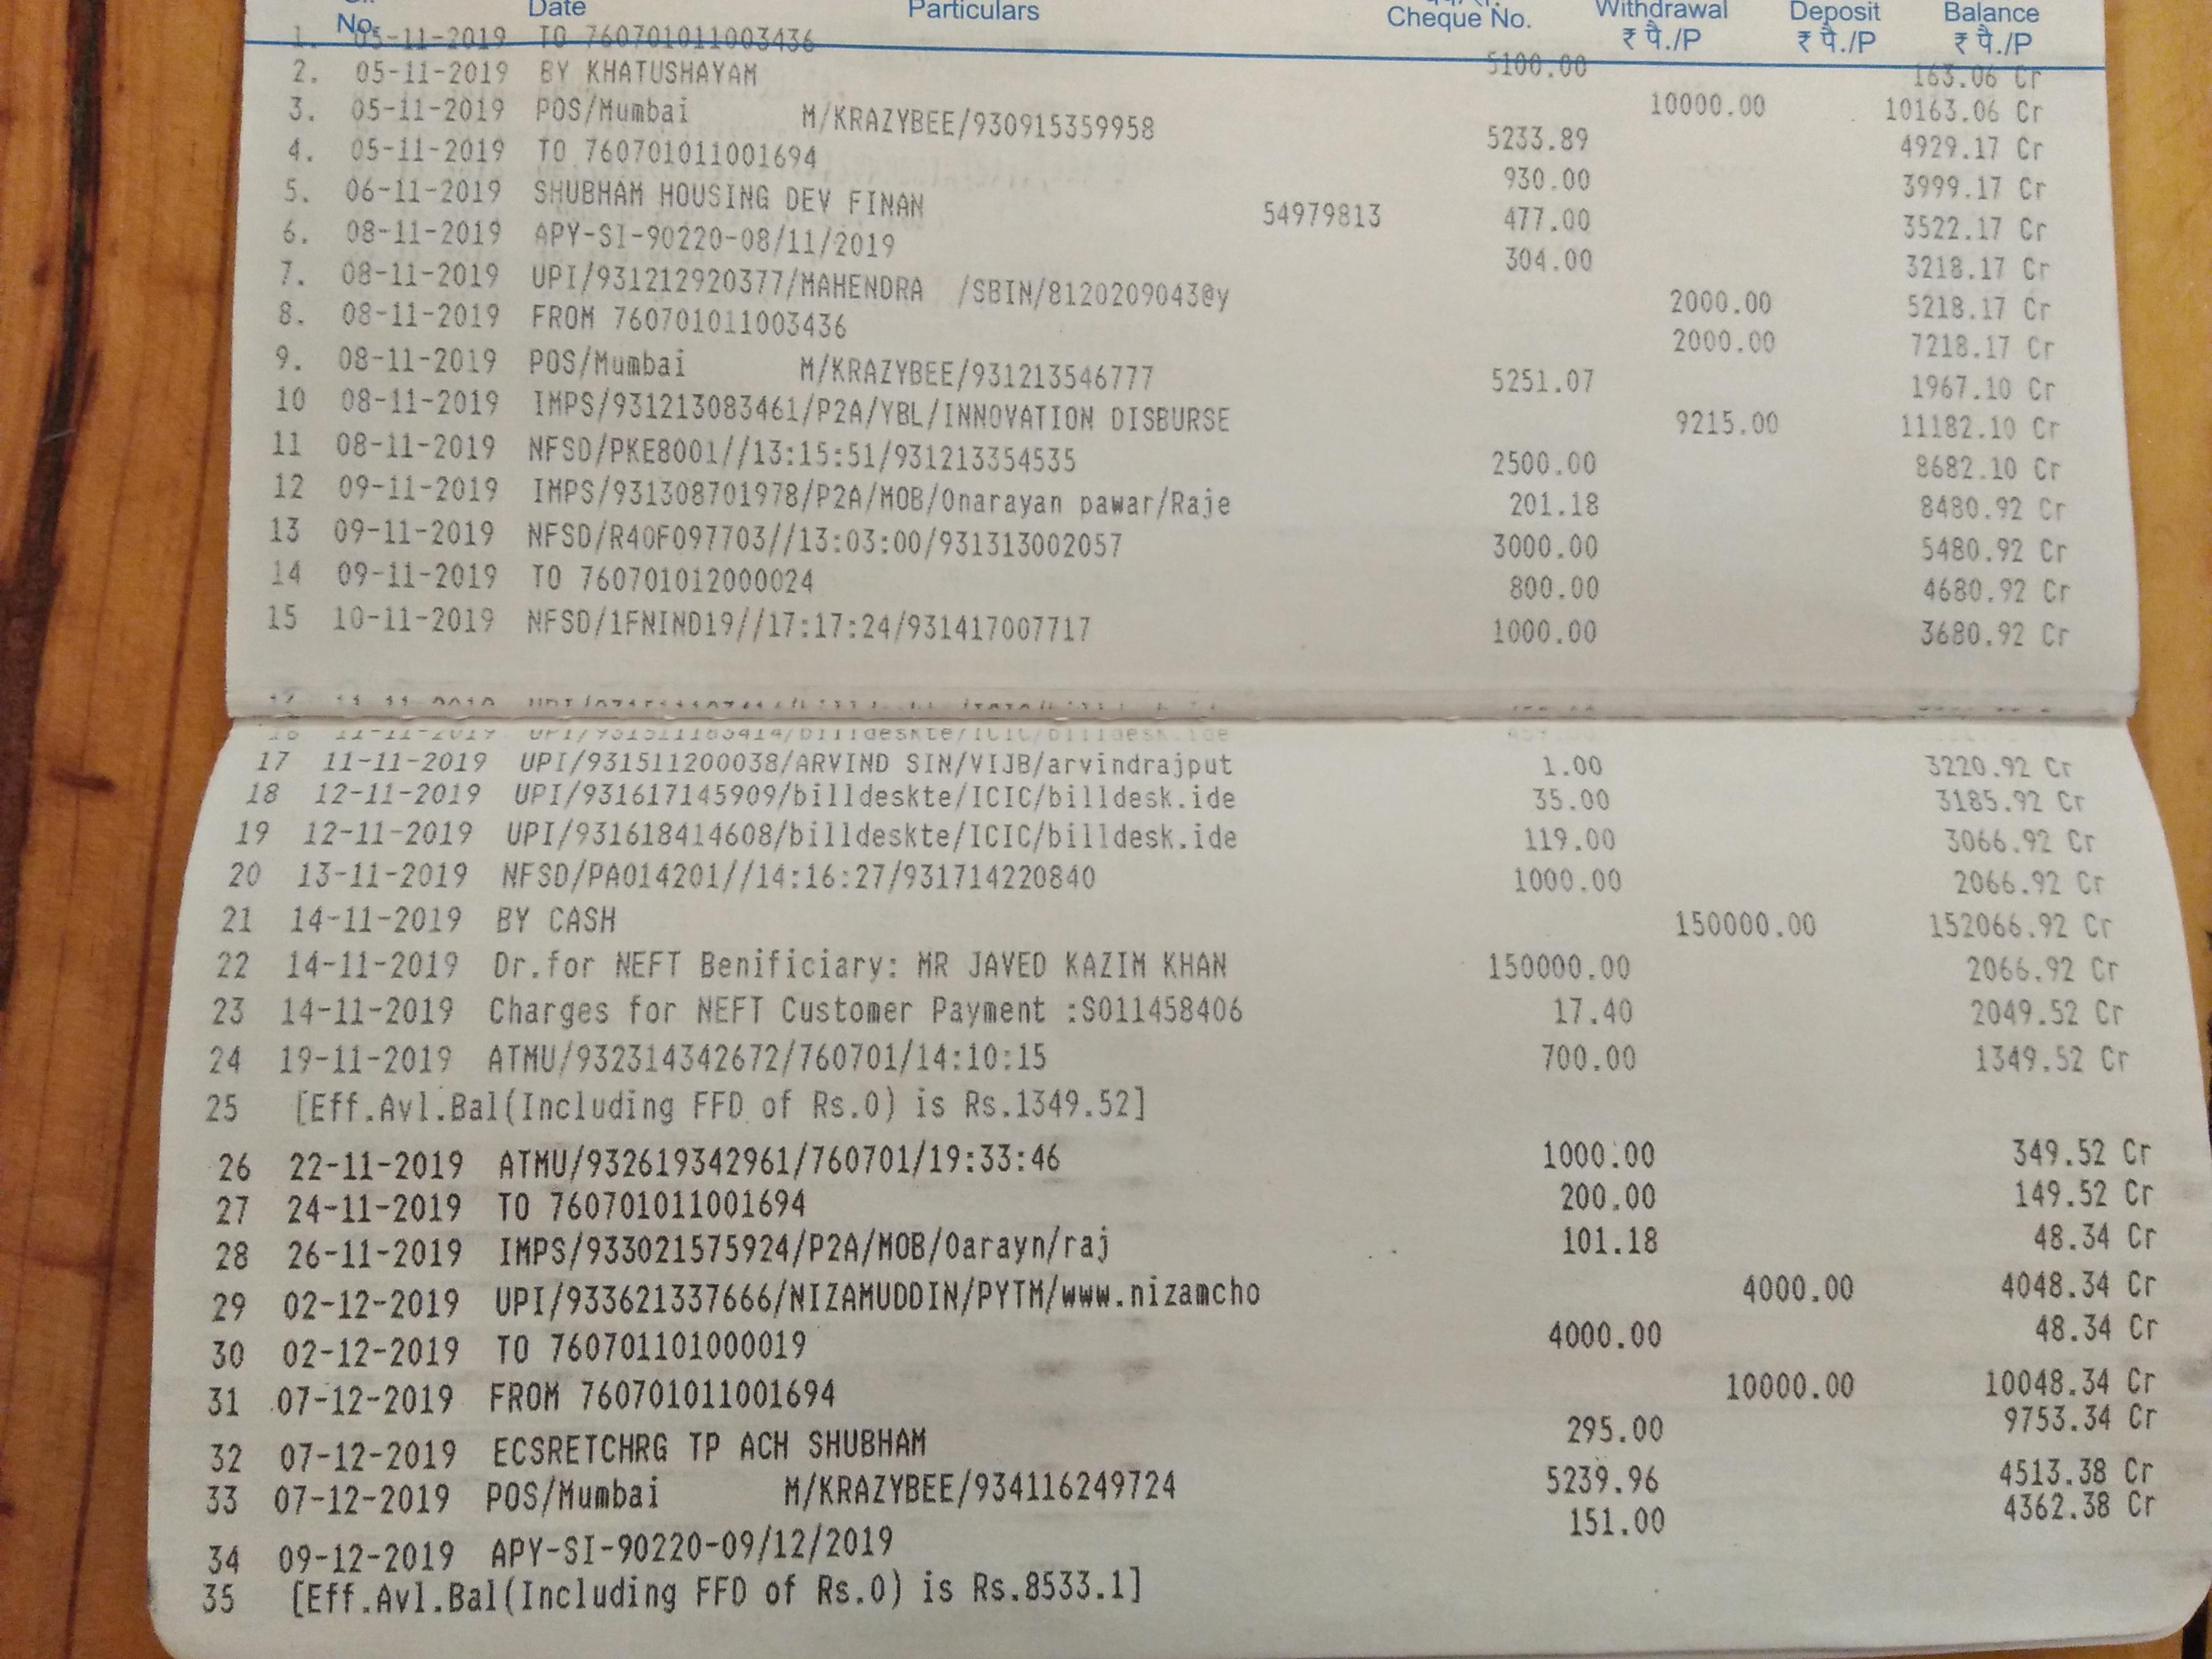 No. Date Particulars Cheque No. Withdrawal Deposit Balance
₹ पै./P ₹ पै./P ₹ पै./P
1. 05-11-2019 TO 760701011003436 5100.00 163.06 Cr
2. 05-11-2019 BY KHATUSHAYAM 10000.00 10163.06 Cr
3. 05-11-2019 POS/Mumbai M/KRAZYBEE/930915359958 5233.89 4929.17 Cr
4. 05-11-2019 TO 760701011001694 930.00 3999.17 Cr
5. 06-11-2019 SHUBHAM HOUSING DEV FINAN 54979813 477.00 3522.17 Cr
6. 08-11-2019 APY-SI-90220-08/11/2019 304.00 3218.17 Cr
7. 08-11-2019 UPI/931212920377/MAHENDRA /SBIN/8120209043@y 2000.00 5218.17 Cr
8. 08-11-2019 FROM 760701011003436 2000.00 7218.17 Cr
9. 08-11-2019 POS/Mumbai M/KRAZYBEE/931213546777 5251.07 1967.10 Cr
10 08-11-2019 IMPS/931213083461/P2A/YBL/INNOVATION DISBURSE 9215.00 11182.10 Cr
11 08-11-2019 NFSD/PKE8001//13:15:51/931213354535 2500.00 8682.10 Cr
12 09-11-2019 IMPS/931308701978/P2A/MOB/Onarayan pawar/Raje 201.18 8480.92 Cr
13 09-11-2019 NFSD/R40F097703//13:03:00/931313002057 3000.00 5480.92 Cr
14 09-11-2019 TO 760701012000024 800.00 4680.92 Cr
15 10-11-2019 NFSD/1FNIND19//17:17:24/931417007717 1000.00 3680.92 Cr
16 11-11-2019 UPI/931511183414/billdeskte/ICIC/billdesk.ide
17 11-11-2019 UPI/931511200038/ARVIND SIN/VIJB/arvindrajput 1.00 3220.92 Cr
18 12-11-2019 UPI/931617145909/billdeskte/ICIC/billdesk.ide 35.00 3185.92 Cr
19 12-11-2019 UPI/931618414608/billdeskte/ICIC/billdesk.ide 119.00 3066.92 Cr
20 13-11-2019 NFSD/PA014201//14:16:27/931714220840 1000.00 2066.92 Cr
21 14-11-2019 BY CASH 150000.00 152066.92 Cr
22 14-11-2019 Dr.for NEFT Benificiary: MR JAVED KAZIM KHAN 150000.00 2066.92 Cr
23 14-11-2019 Charges for NEFT Customer Payment :S011458406 17.40 2049.52 Cr
24 19-11-2019 ATMU/932314342672/760701/14:10:15 700.00 1349.52 Cr
25 [Eff.Avl.Bal(Including FFD of Rs.0) is Rs.1349.52]
26 22-11-2019 ATMU/932619342961/760701/19:33:46 1000.00 349.52 Cr
27 24-11-2019 TO 760701011001694 200.00 149.52 Cr
28 26-11-2019 IMPS/933021575924/P2A/MOB/Oarayn/raj 101.18 48.34 Cr
29 02-12-2019 UPI/933621337666/NIZAMUDDIN/PYTM/www.nizamcho 4000.00 4048.34 Cr
30 02-12-2019 TO 760701101000019 4000.00 48.34 Cr
31 07-12-2019 FROM 760701011001694 10000.00 10048.34 Cr
32 07-12-2019 ECSRETCHRG TP ACH SHUBHAM 295.00 9753.34 Cr
33 07-12-2019 POS/Mumbai M/KRAZYBEE/934116249724 5239.96 4513.38 Cr
34 09-12-2019 APY-SI-90220-09/12/2019 151.00 4362.38 Cr
35 [Eff.Avl.Bal(Including FFD of Rs.0) is Rs.8533.1]